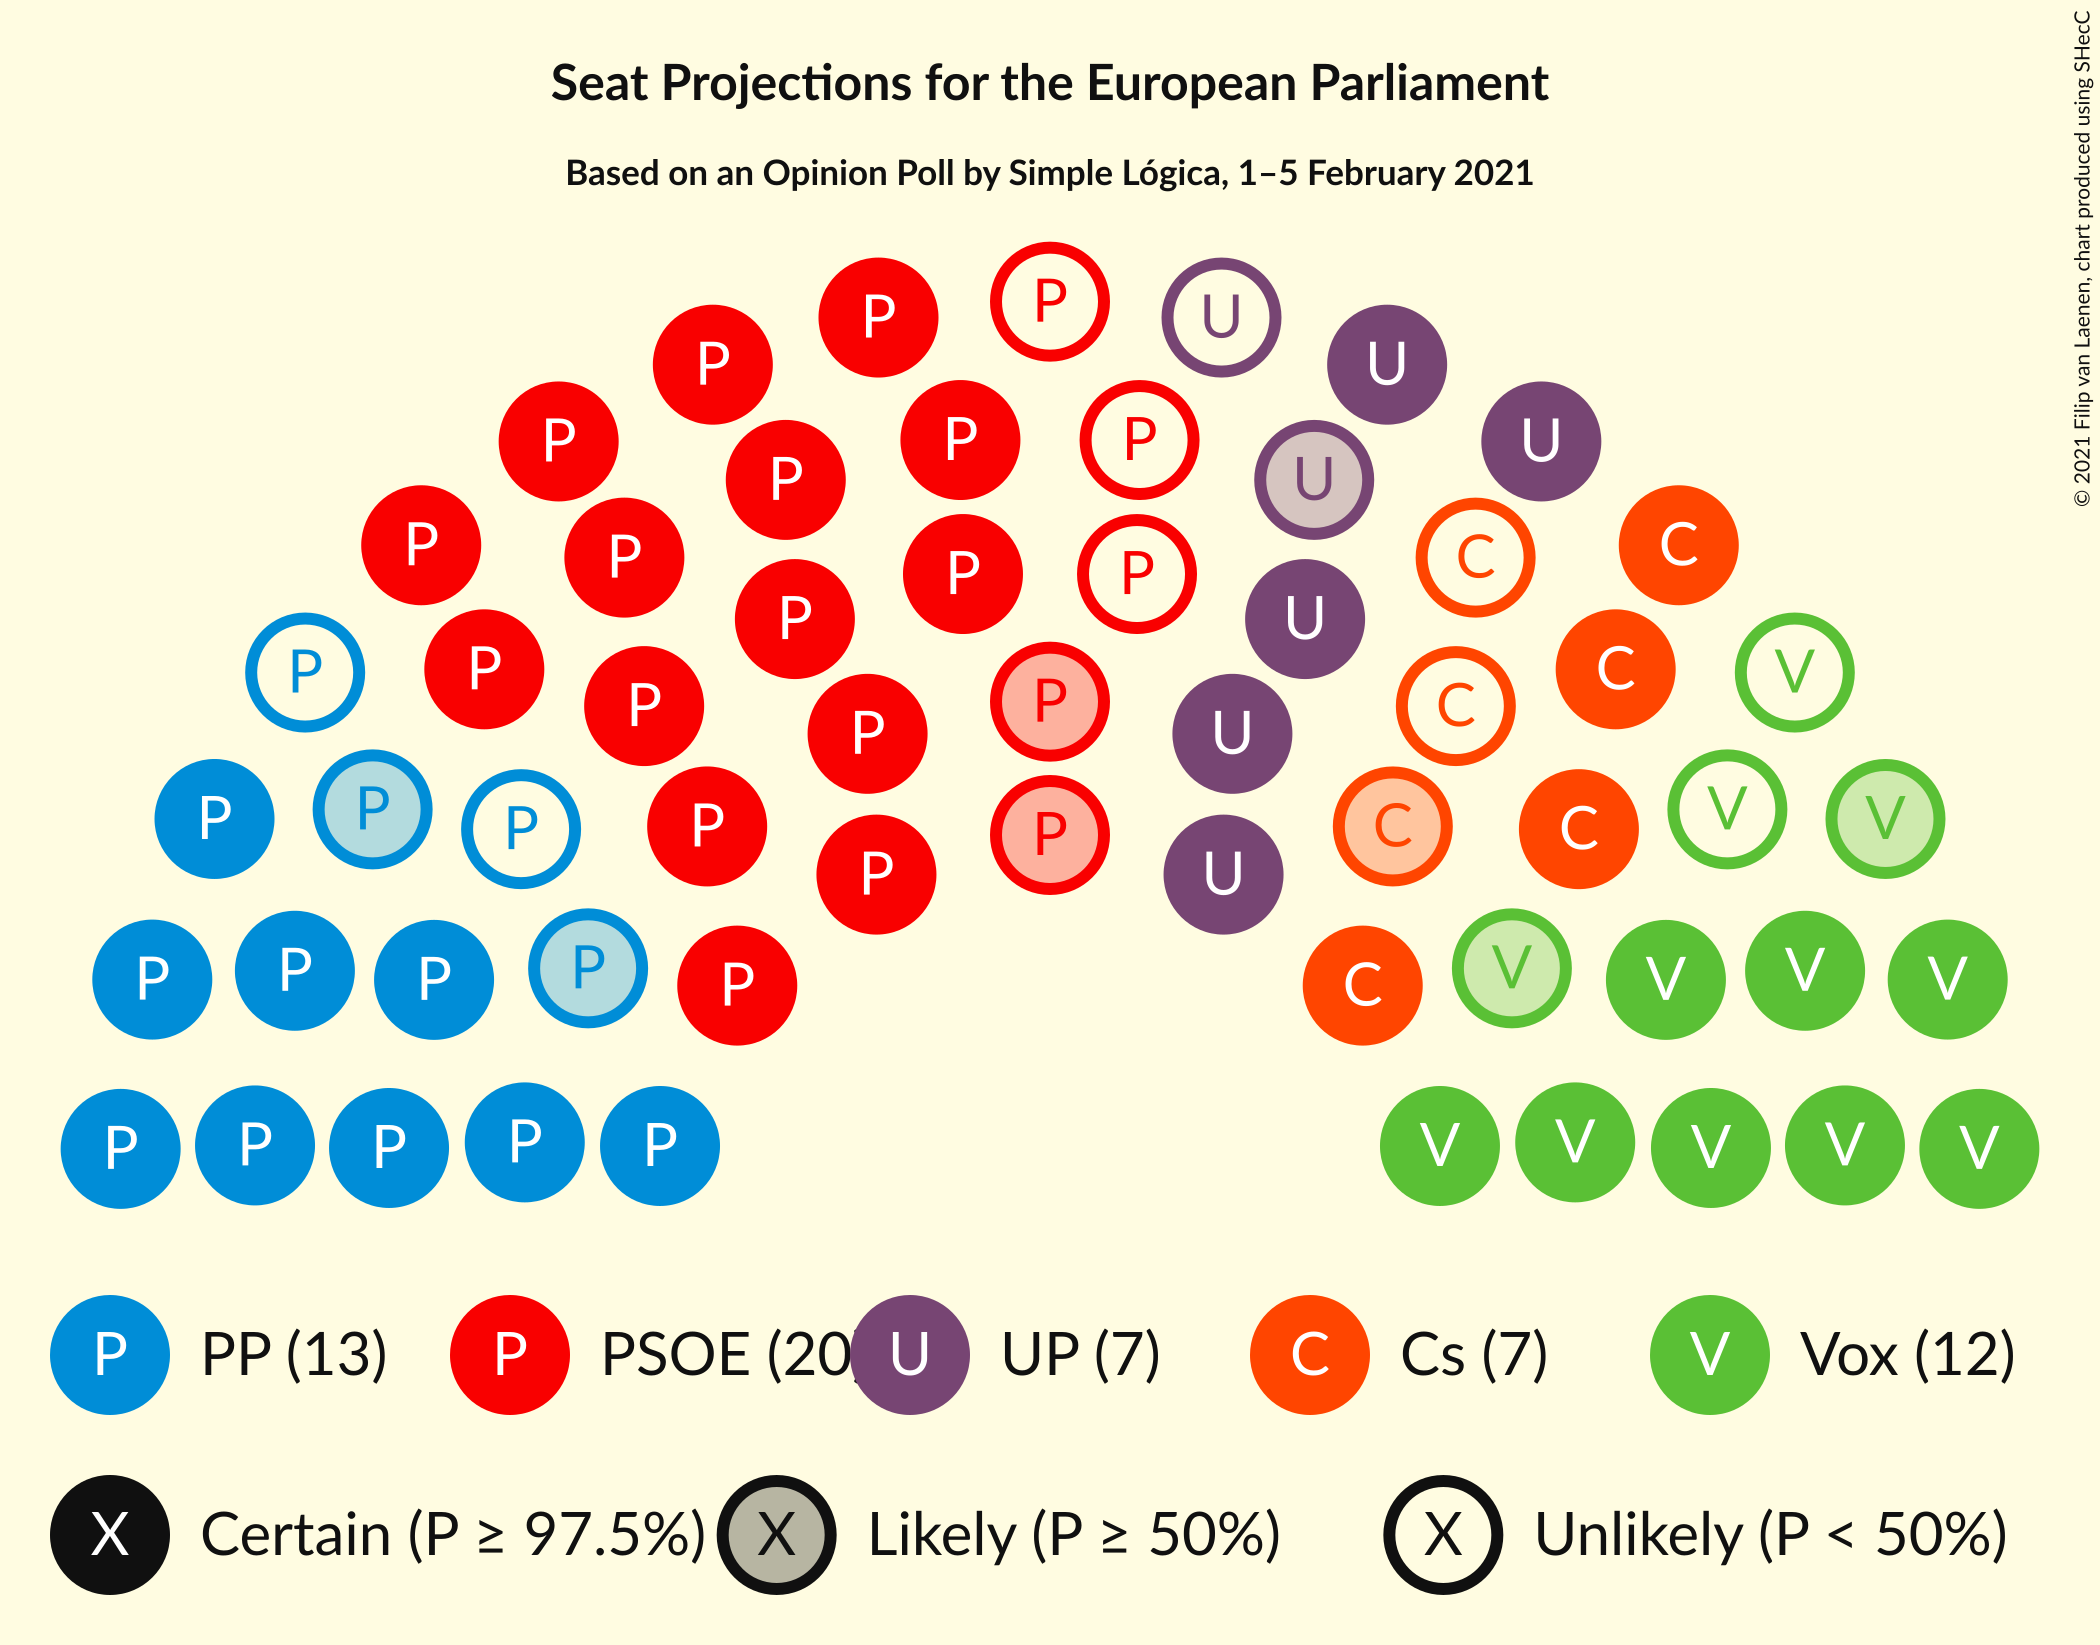 Seat Projections for the European Parliament
Based on an Opinion Poll by Simple Lógica, 1–5 February 2021
© 2021 Filip van Laenen, chart produced using SHecC
P P U
P U
P U
P P P U
P P C C
P P P U
P P C
P P P C V
P P U
P P V V
P P P C C
P P U
P P P C V V V V
P C
P P P P P V V V V V
P PP (13) P PSOE (20) U UP (7) C Cs (7) V Vox (12)
X Certain (P ≥ 97.5%) X Likely (P ≥ 50%) X Unlikely (P < 50%)